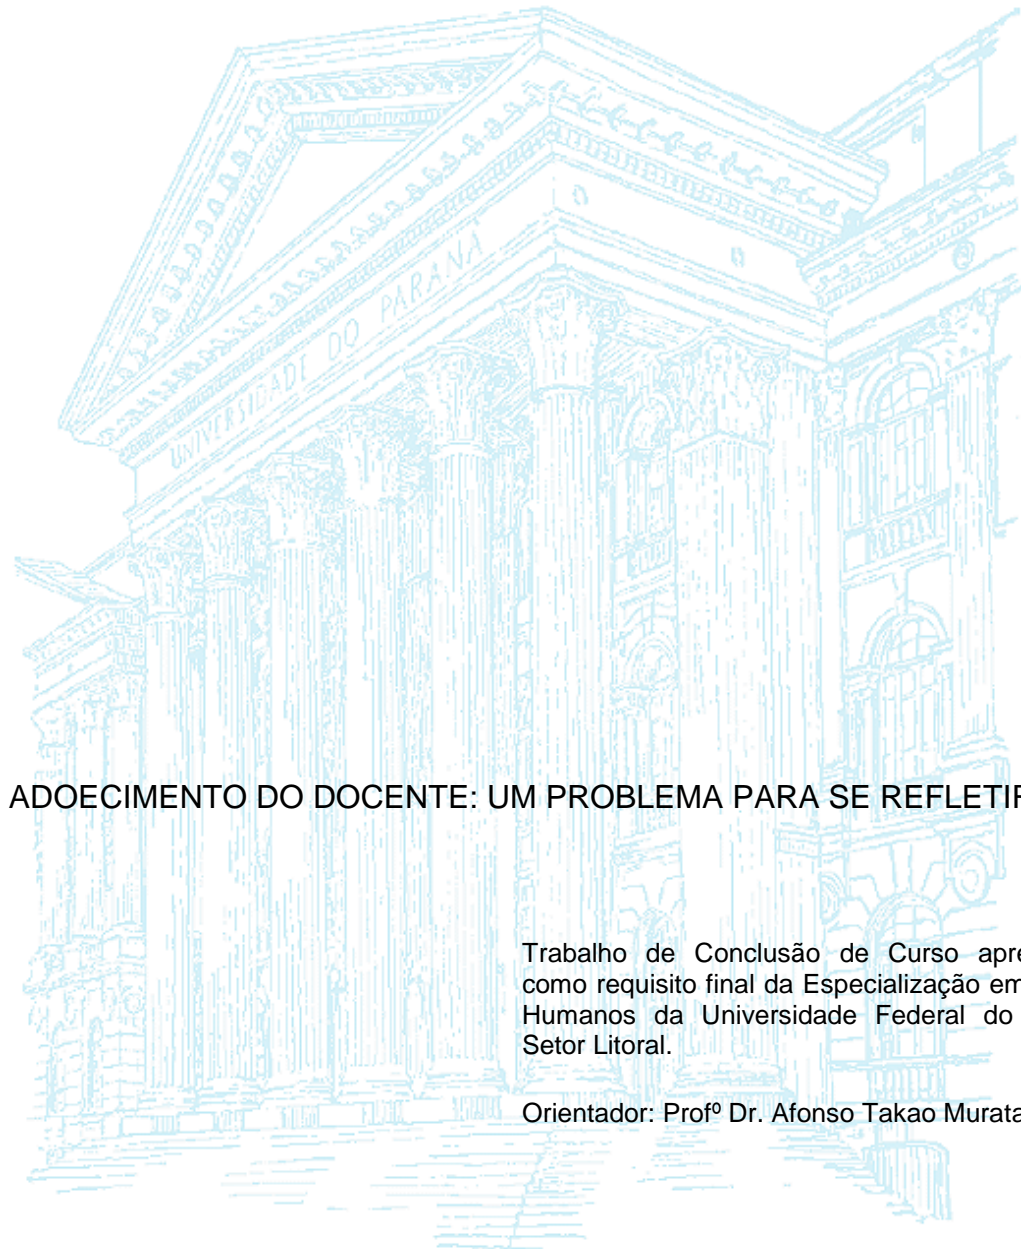 UNIVERSIDADE DO PARANÁ
ADOECIMENTO DO DOCENTE: UM PROBLEMA PARA SE REFLETIR
Trabalho de Conclusão de Curso apre
como requisito final da Especialização em
Humanos da Universidade Federal do
Setor Litoral.
Orientador: Profº Dr. Afonso Takao Murata